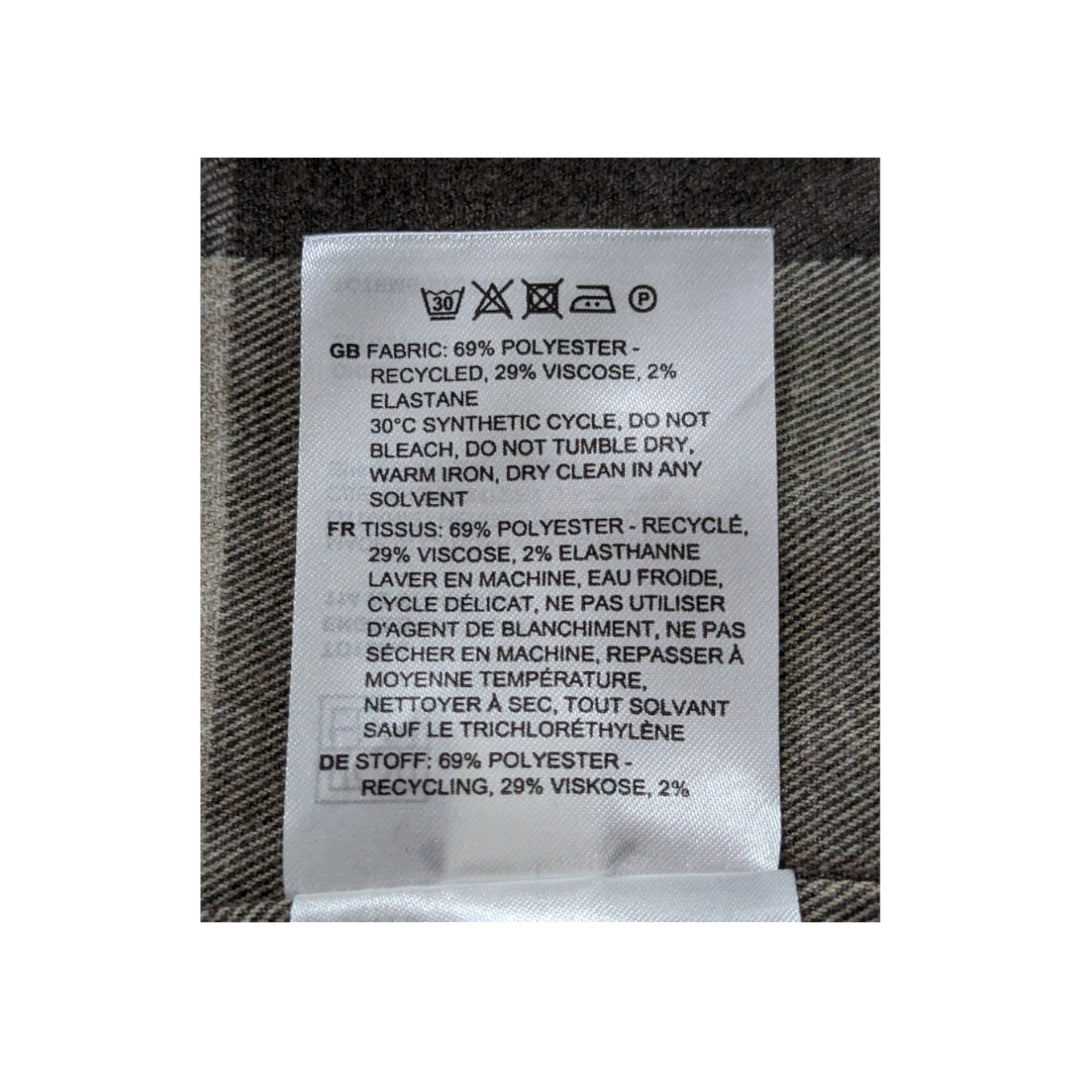 30
P
GB FABRIC: 69% POLYESTER -
RECYCLED, 29% VISCOSE, 2%
ELASTANE
30°C SYNTHETIC CYCLE, DO NOT
BLEACH, DO NOT TUMBLE DRY,
WARM IRON, DRY CLEAN IN ANY
SOLVENT
FR TISSUS: 69% POLYESTER - RECYCLÉ,
29% VISCOSE, 2% ELASTHANNE
LAVER EN MACHINE, EAU FROIDE,
CYCLE DÉLICAT, NE PAS UTILISER
D'AGENT DE BLANCHIMENT, NE PAS
SÉCHER EN MACHINE, REPASSER À
MOYENNE TEMPÉRATURE,
NETTOYER À SEC, TOUT SOLVANT
SAUF LE TRICHLORÉTHYLÈNE
DE STOFF: 69% POLYESTER -
RECYCLING, 29% VISKOSE, 2%